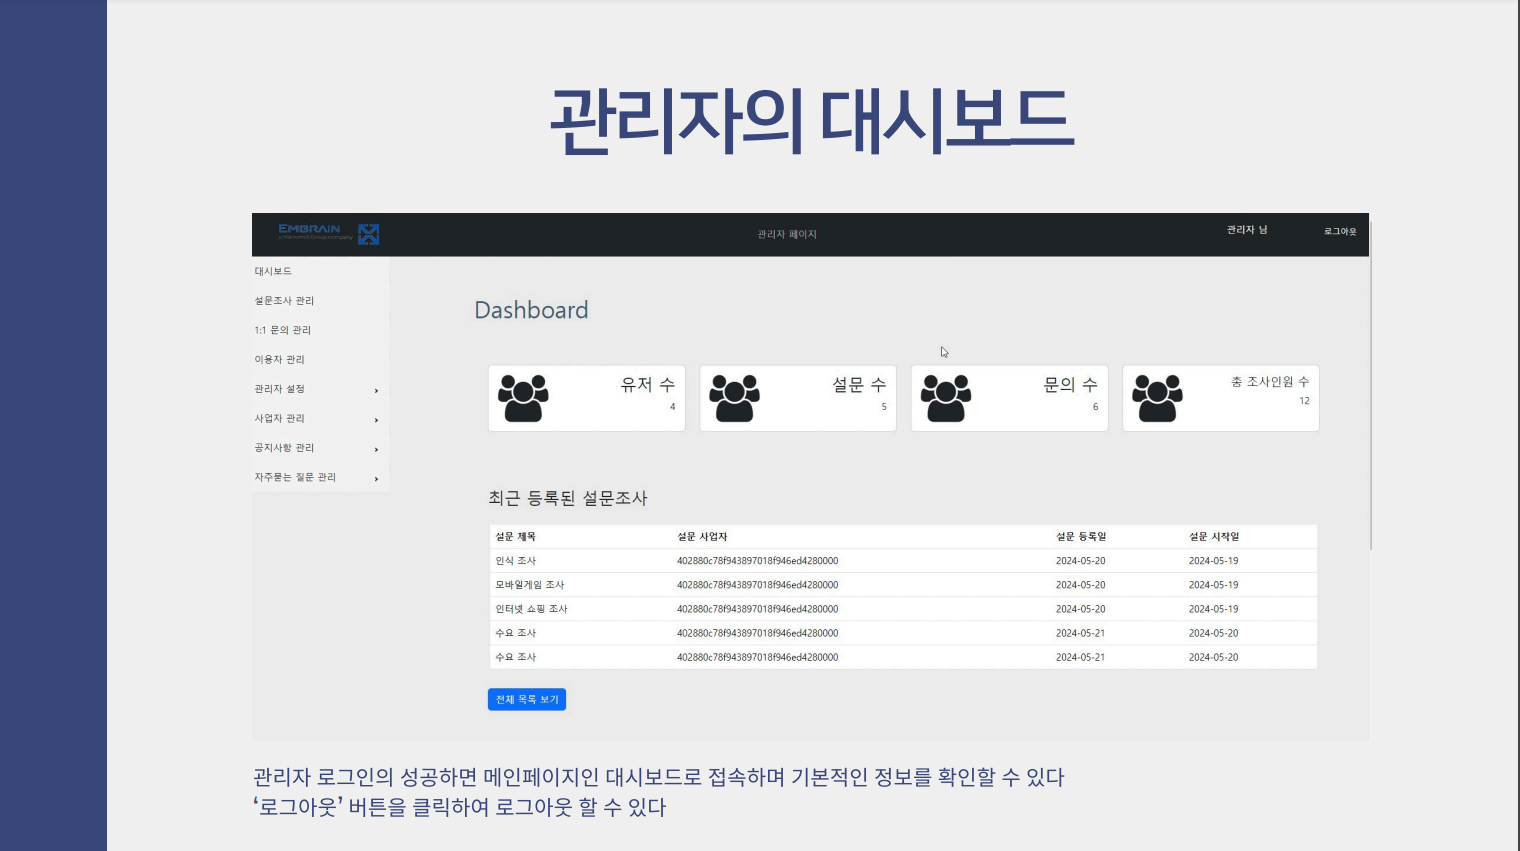 관리자의 대시보드
EMBRAIN
관리자 페이지
관리자 님
로그아웃
대시보드
설문조사 관리
1:1 문의 관리
이용자 관리
관리자 설정
사업자 관리
공지사항 관리
자주묻는 질문 관리
Dashboard
유저 수
4
설문 수
5
문의 수
6
총 조사인원 수
12
최근 등록된 설문조사
설문 제목 설문 사업자 설문 등록일 설문 시작일
인식 조사 402880c78f943897018f946ed4280000 2024-05-20 2024-05-19
모바일게임 조사 402880c78f943897018f946ed4280000 2024-05-20 2024-05-19
인터넷 쇼핑 조사 402880c78f943897018f946ed4280000 2024-05-20 2024-05-19
수요 조사 402880c78f943897018f946ed4280000 2024-05-21 2024-05-20
수요 조사 402880c78f943897018f946ed4280000 2024-05-21 2024-05-20
전체 목록 보기
관리자 로그인의 성공하면 메인페이지인 대시보드로 접속하며 기본적인 정보를 확인할 수 있다
‘로그아웃’ 버튼을 클릭하여 로그아웃 할 수 있다